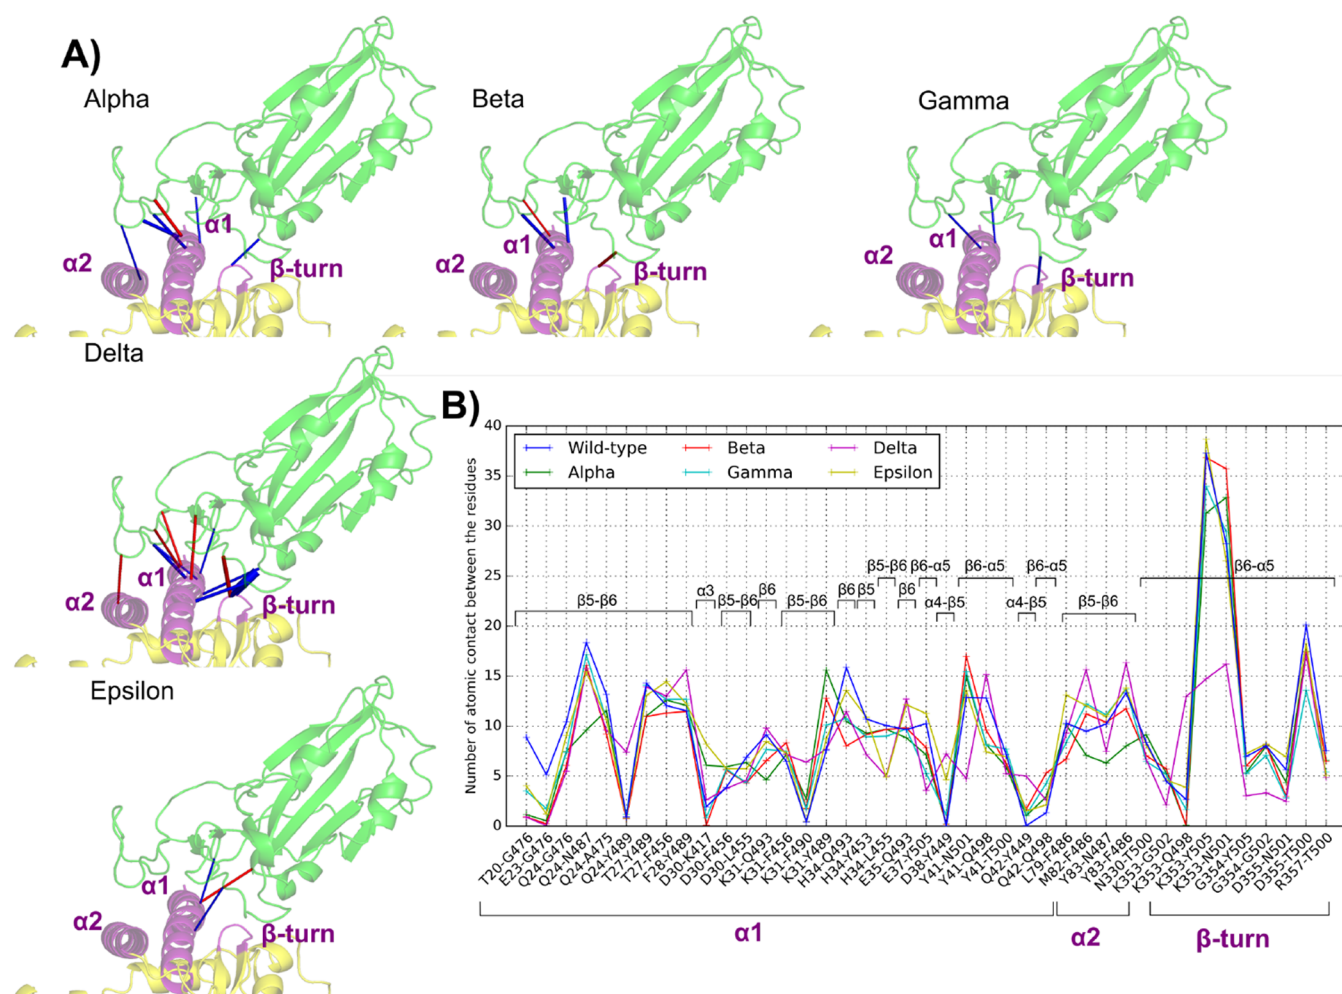 A)
Alpha
Beta
Gamma
α1
α2
β-turn
α1
α2
β-turn
α1
α2
β-turn
Delta
α1
α2
β-turn
Epsilon
α1
α2
β-turn
B)
Number of atomic contact between the residues
40
35
30
25
20
15
10
5
0
Wild-type
Alpha
Beta
Gamma
Delta
Epsilon
β5-β6
α3
β5-β6
β6
β5-β6
β6
β5
β5-β6
β6
β6-α5
α4-β5
β6-α5
α4-β5
β6-α5
β5-β6
β6-α5
T20-G476
E23-G476
Q24-G476
Q24-N487
Q24-A475
Q24-Y489
T27-Y489
T27-F456
F28-Y489
D30-K417
D30-F456
D30-L455
K31-Q493
K31-F456
K31-F490
K31-Y489
H34-Q493
H34-Y453
H34-L455
E35-Q493
E37-Y505
D38-Y449
Y41-N501
Y41-Q498
Y41-T500
Q42-Y449
Q42-Q498
L79-F486
M82-F486
Y83-N487
Y83-F486
N330-T500
K353-G502
K353-Q498
K353-Y505
K353-N501
G354-Y505
G354-G502
D355-N501
D355-T500
R357-T500
α1
α2
β-turn